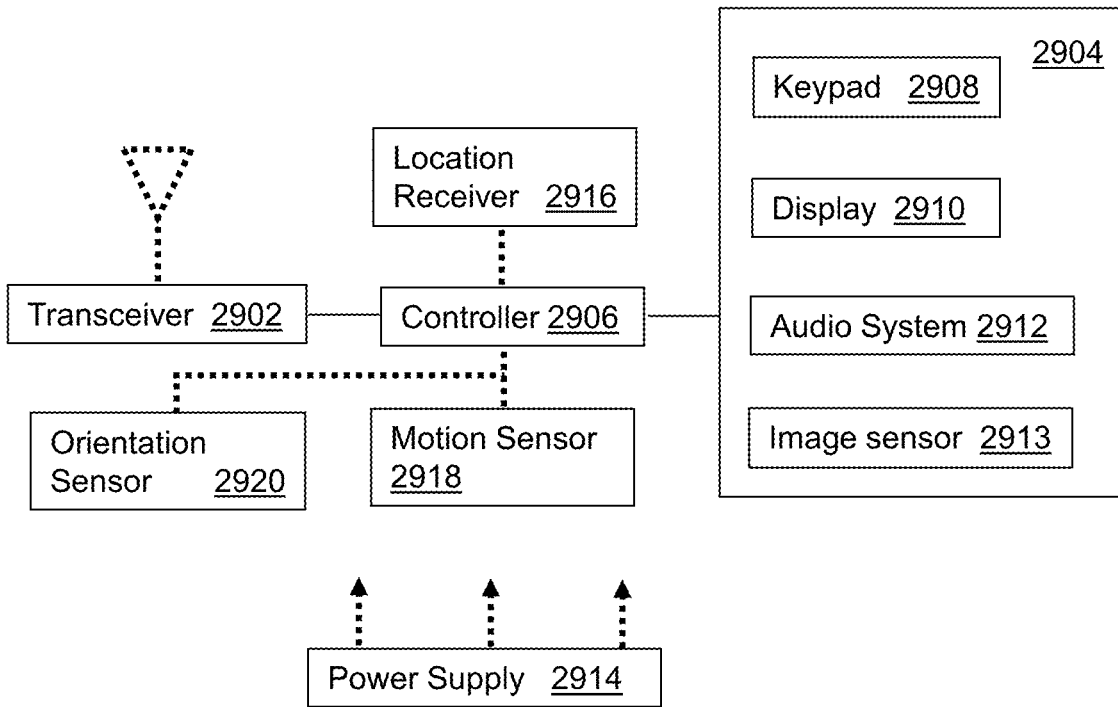 2904
Keypad 2908
Location
Receiver 2916
Display 2910
Transceiver 2902
Controller 2906
Audio System 2912
Orientation
Sensor 2920
Motion Sensor
2918
Image sensor 2913
Power Supply 2914